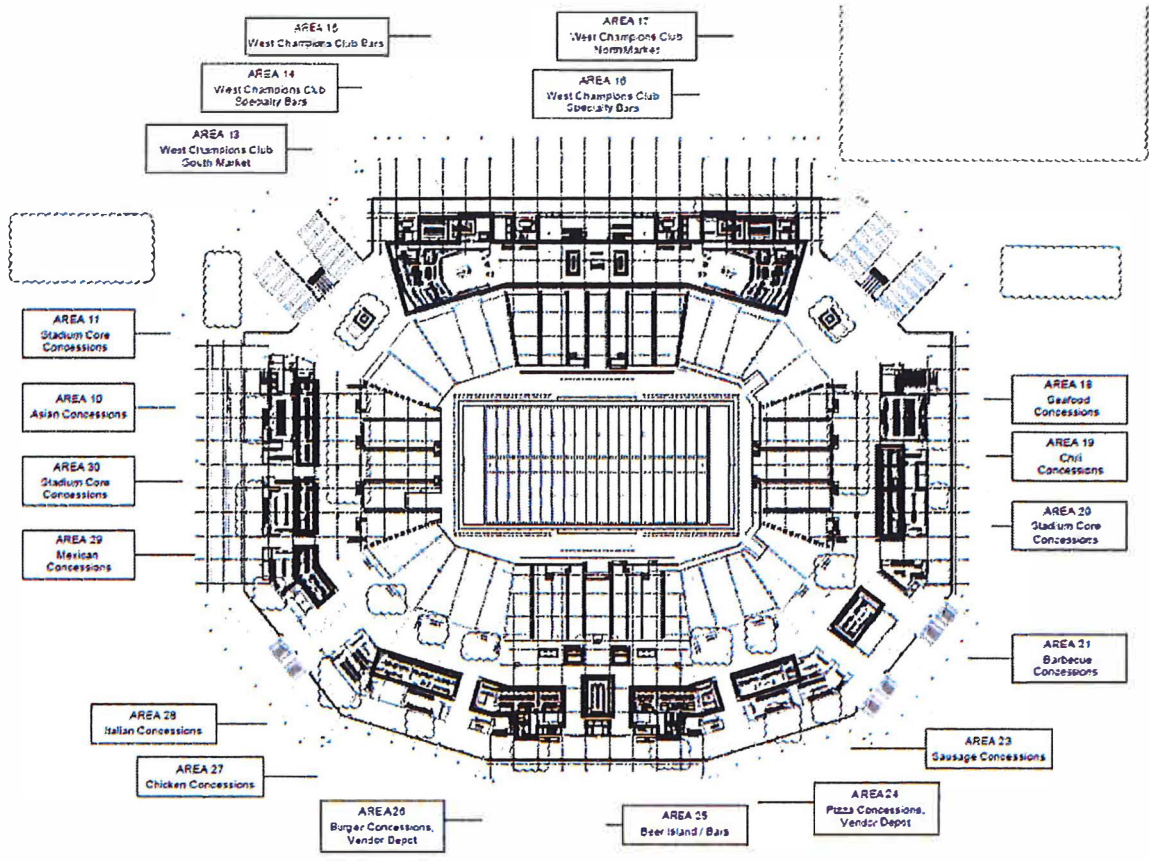 AREA 15
West Champions Club Bars
AREA 17
West Champions Club
North Market
AREA 14
West Champions Club
Specialty Bars
AREA 16
West Champions Club
Specialty Bars
AREA 13
West Champions Club
South Market
AREA 11
Stadium Core
Concessions
AREA 10
Asian Concessions
AREA 30
Stadium Core
Concessions
AREA 29
Mexican
Concessions
AREA 18
Seafood
Concessions
AREA 19
Chili
Concessions
AREA 20
Stadium Core
Concessions
AREA 21
Barbecue
Concessions
AREA 28
Italian Concessions
AREA 27
Chicken Concessions
AREA 26
Burger Concessions,
Vendor Depot
AREA 25
Beer Island / Bars
AREA 24
Pizza Concessions,
Vendor Depot
AREA 23
Sausage Concessions